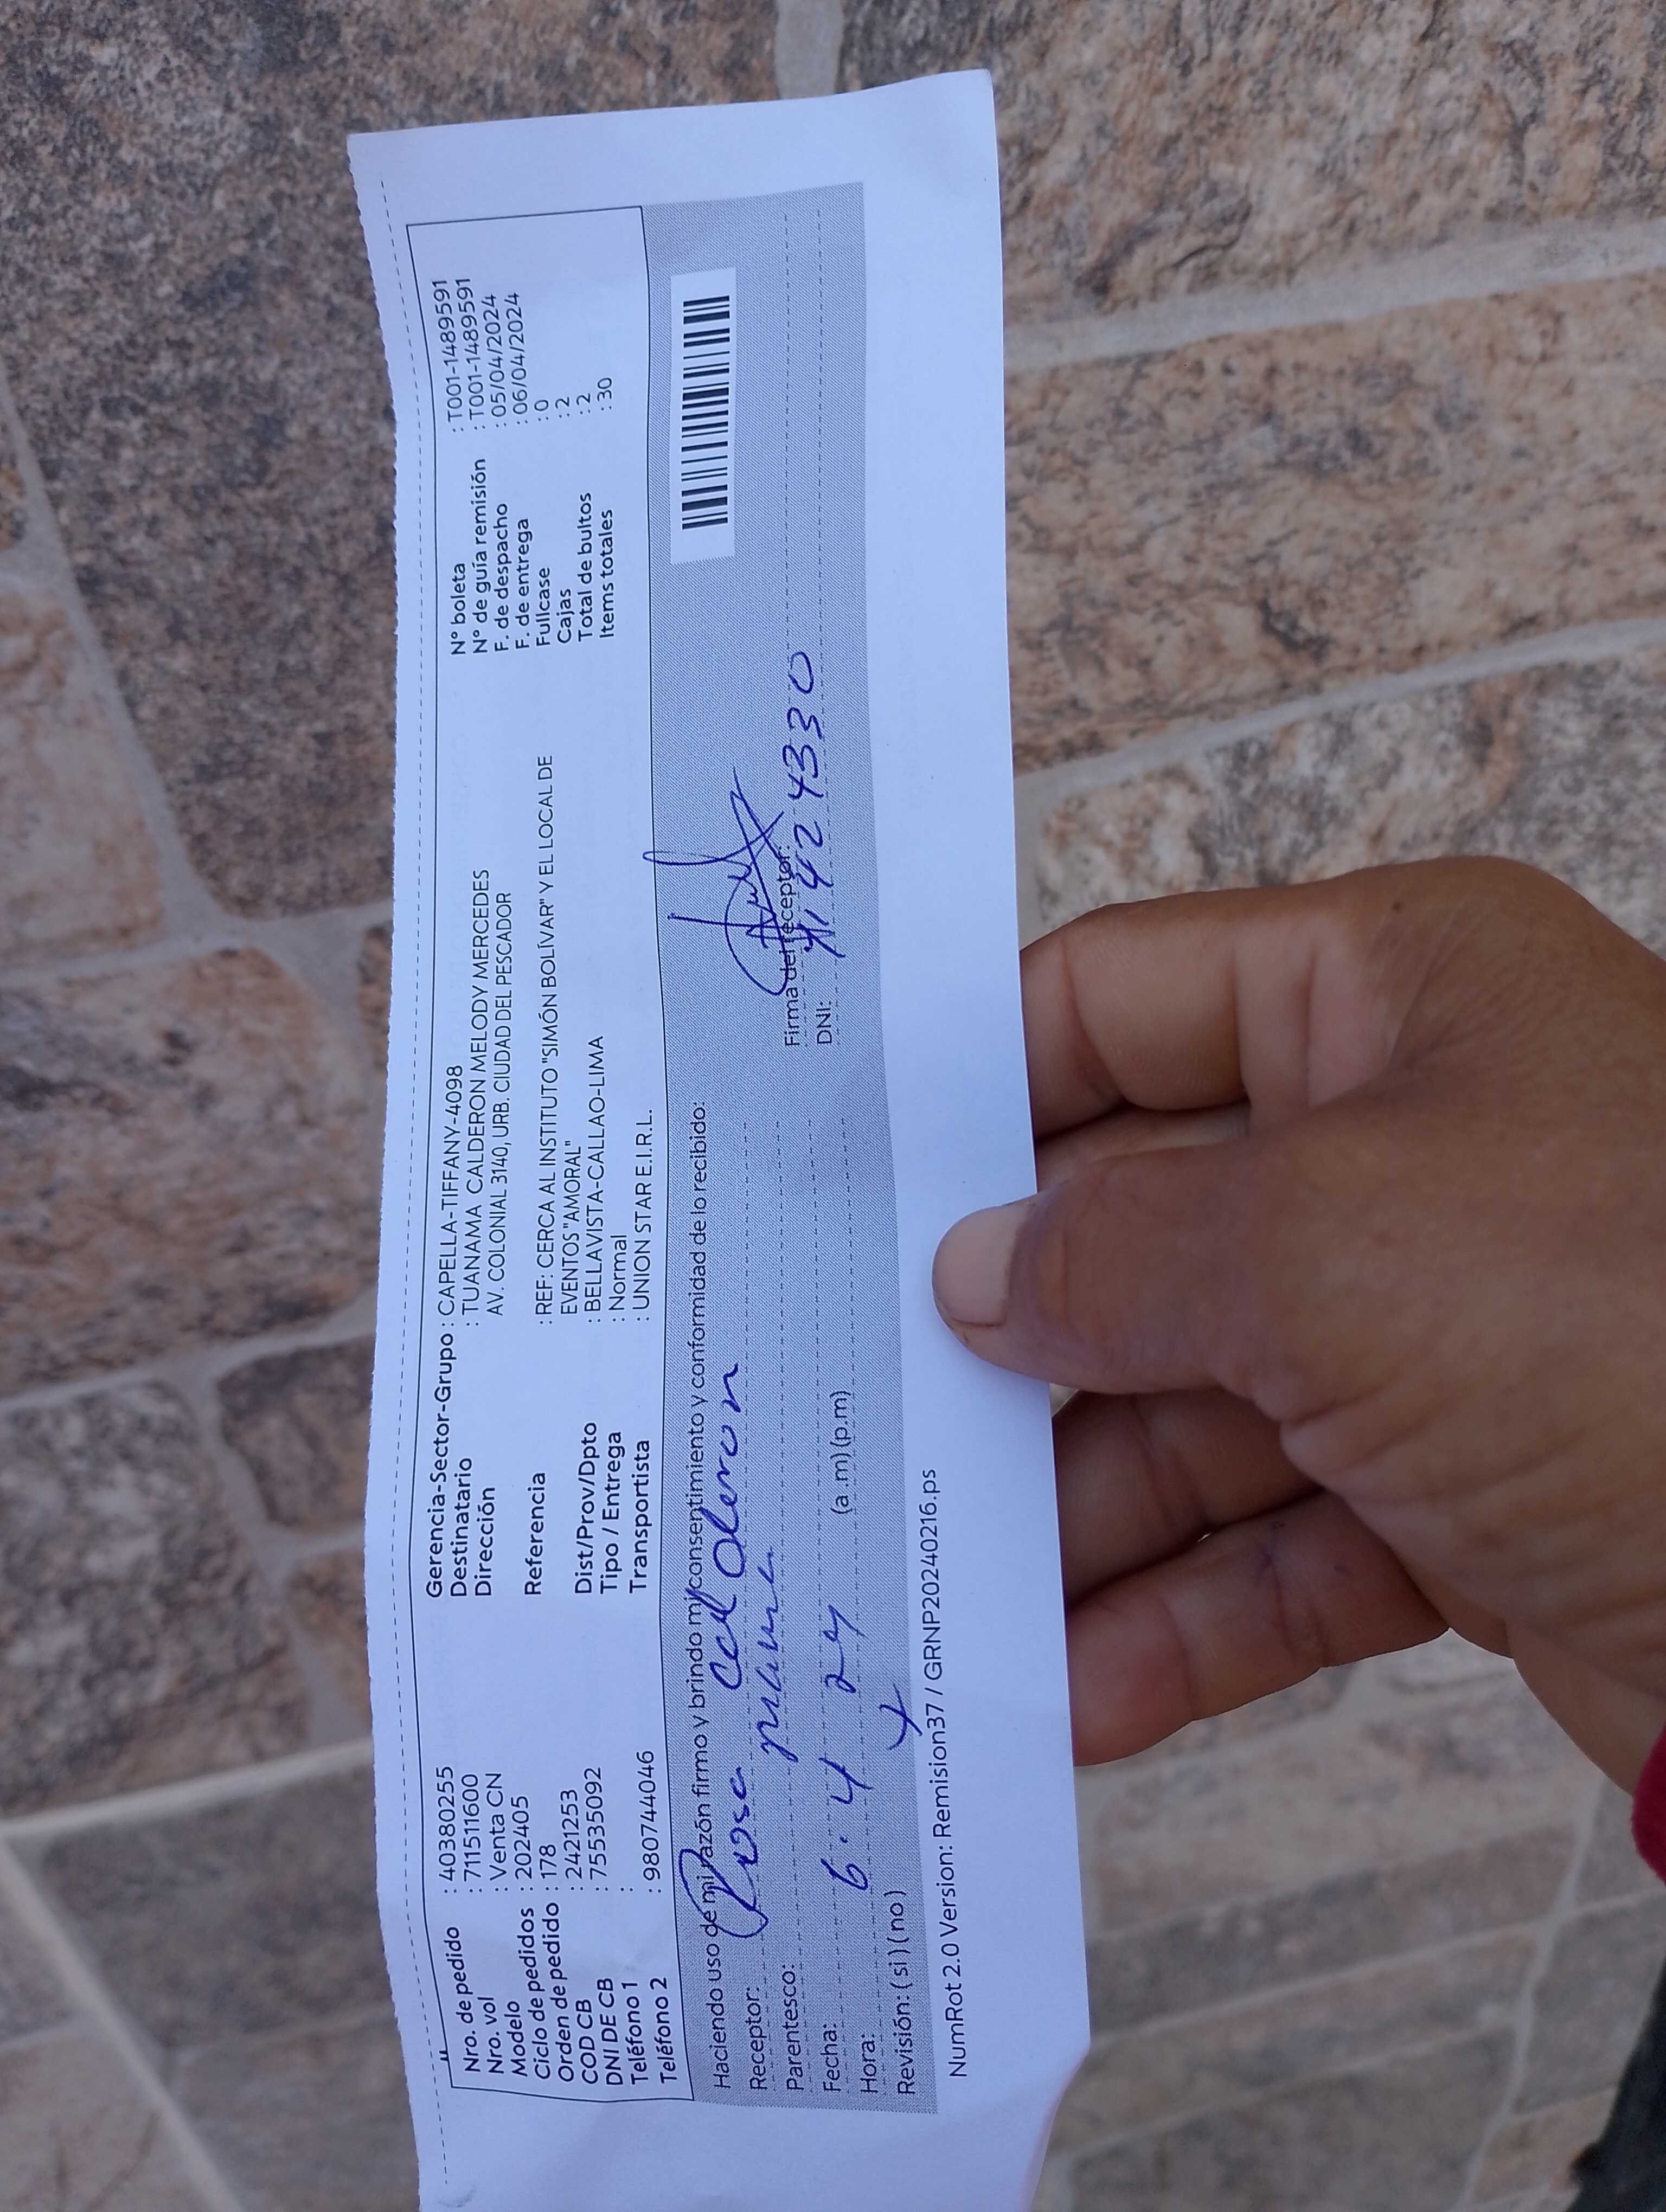 Nro. de pedido : 40380255
Nro. vol : 711511600
Modelo : Venta CN
Ciclo de pedidos : 202405
Orden de pedido : 178
COD CB : 2421253
DNI DE CB : 75535092
Teléfono 1 :
Teléfono 2 : 980744046
Gerencia-Sector-Grupo : CAPELLA-TIFFANY-4098
Destinatario : TUANAMA CALDERON MELODY MERCEDES
Dirección AV. COLONIAL 3140, URB. CIUDAD DEL PESCADOR
Referencia : REF: CERCA AL INSTITUTO "SIMÓN BOLÍVAR" Y EL LOCAL DE
EVENTOS "AMORAL"
Dist/Prov/Dpto : BELLAVISTA-CALLAO-LIMA
Tipo / Entrega : Normal
Transportista : UNION STAR E.I.R.L.
N° boleta : T001-1489591
N° de guía remisión : T001-1489591
F. de despacho : 05/04/2024
F. de entrega : 06/04/2024
Fullcase : 0
Cajas : 2
Total de bultos : 2
Items totales : 30
Haciendo uso de mi razón firmo y brindo mi consentimiento y conformidad de lo recibido:
Receptor: Rosa Calderon
Parentesco:
Fecha: 6. 4 24
Hora: (a.m)(p.m)
Revisión: ( si ) ( no )
Firma del receptor:
DNI: 424330
NumRot 2.0 Version: Remision37 / GRNP20240216.ps